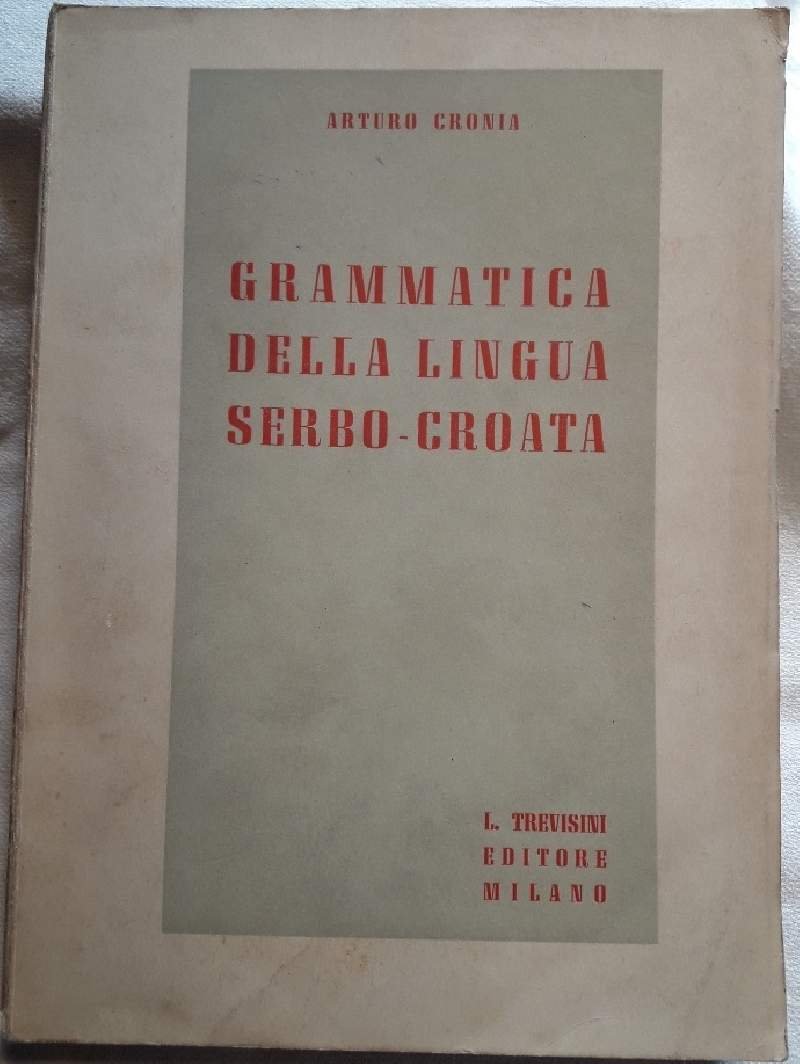 ARTURO CRONIA
GRAMMATICA
DELLA LINGUA
SERBO-CROATA
L. TREVISINI
EDITORE
MILANO